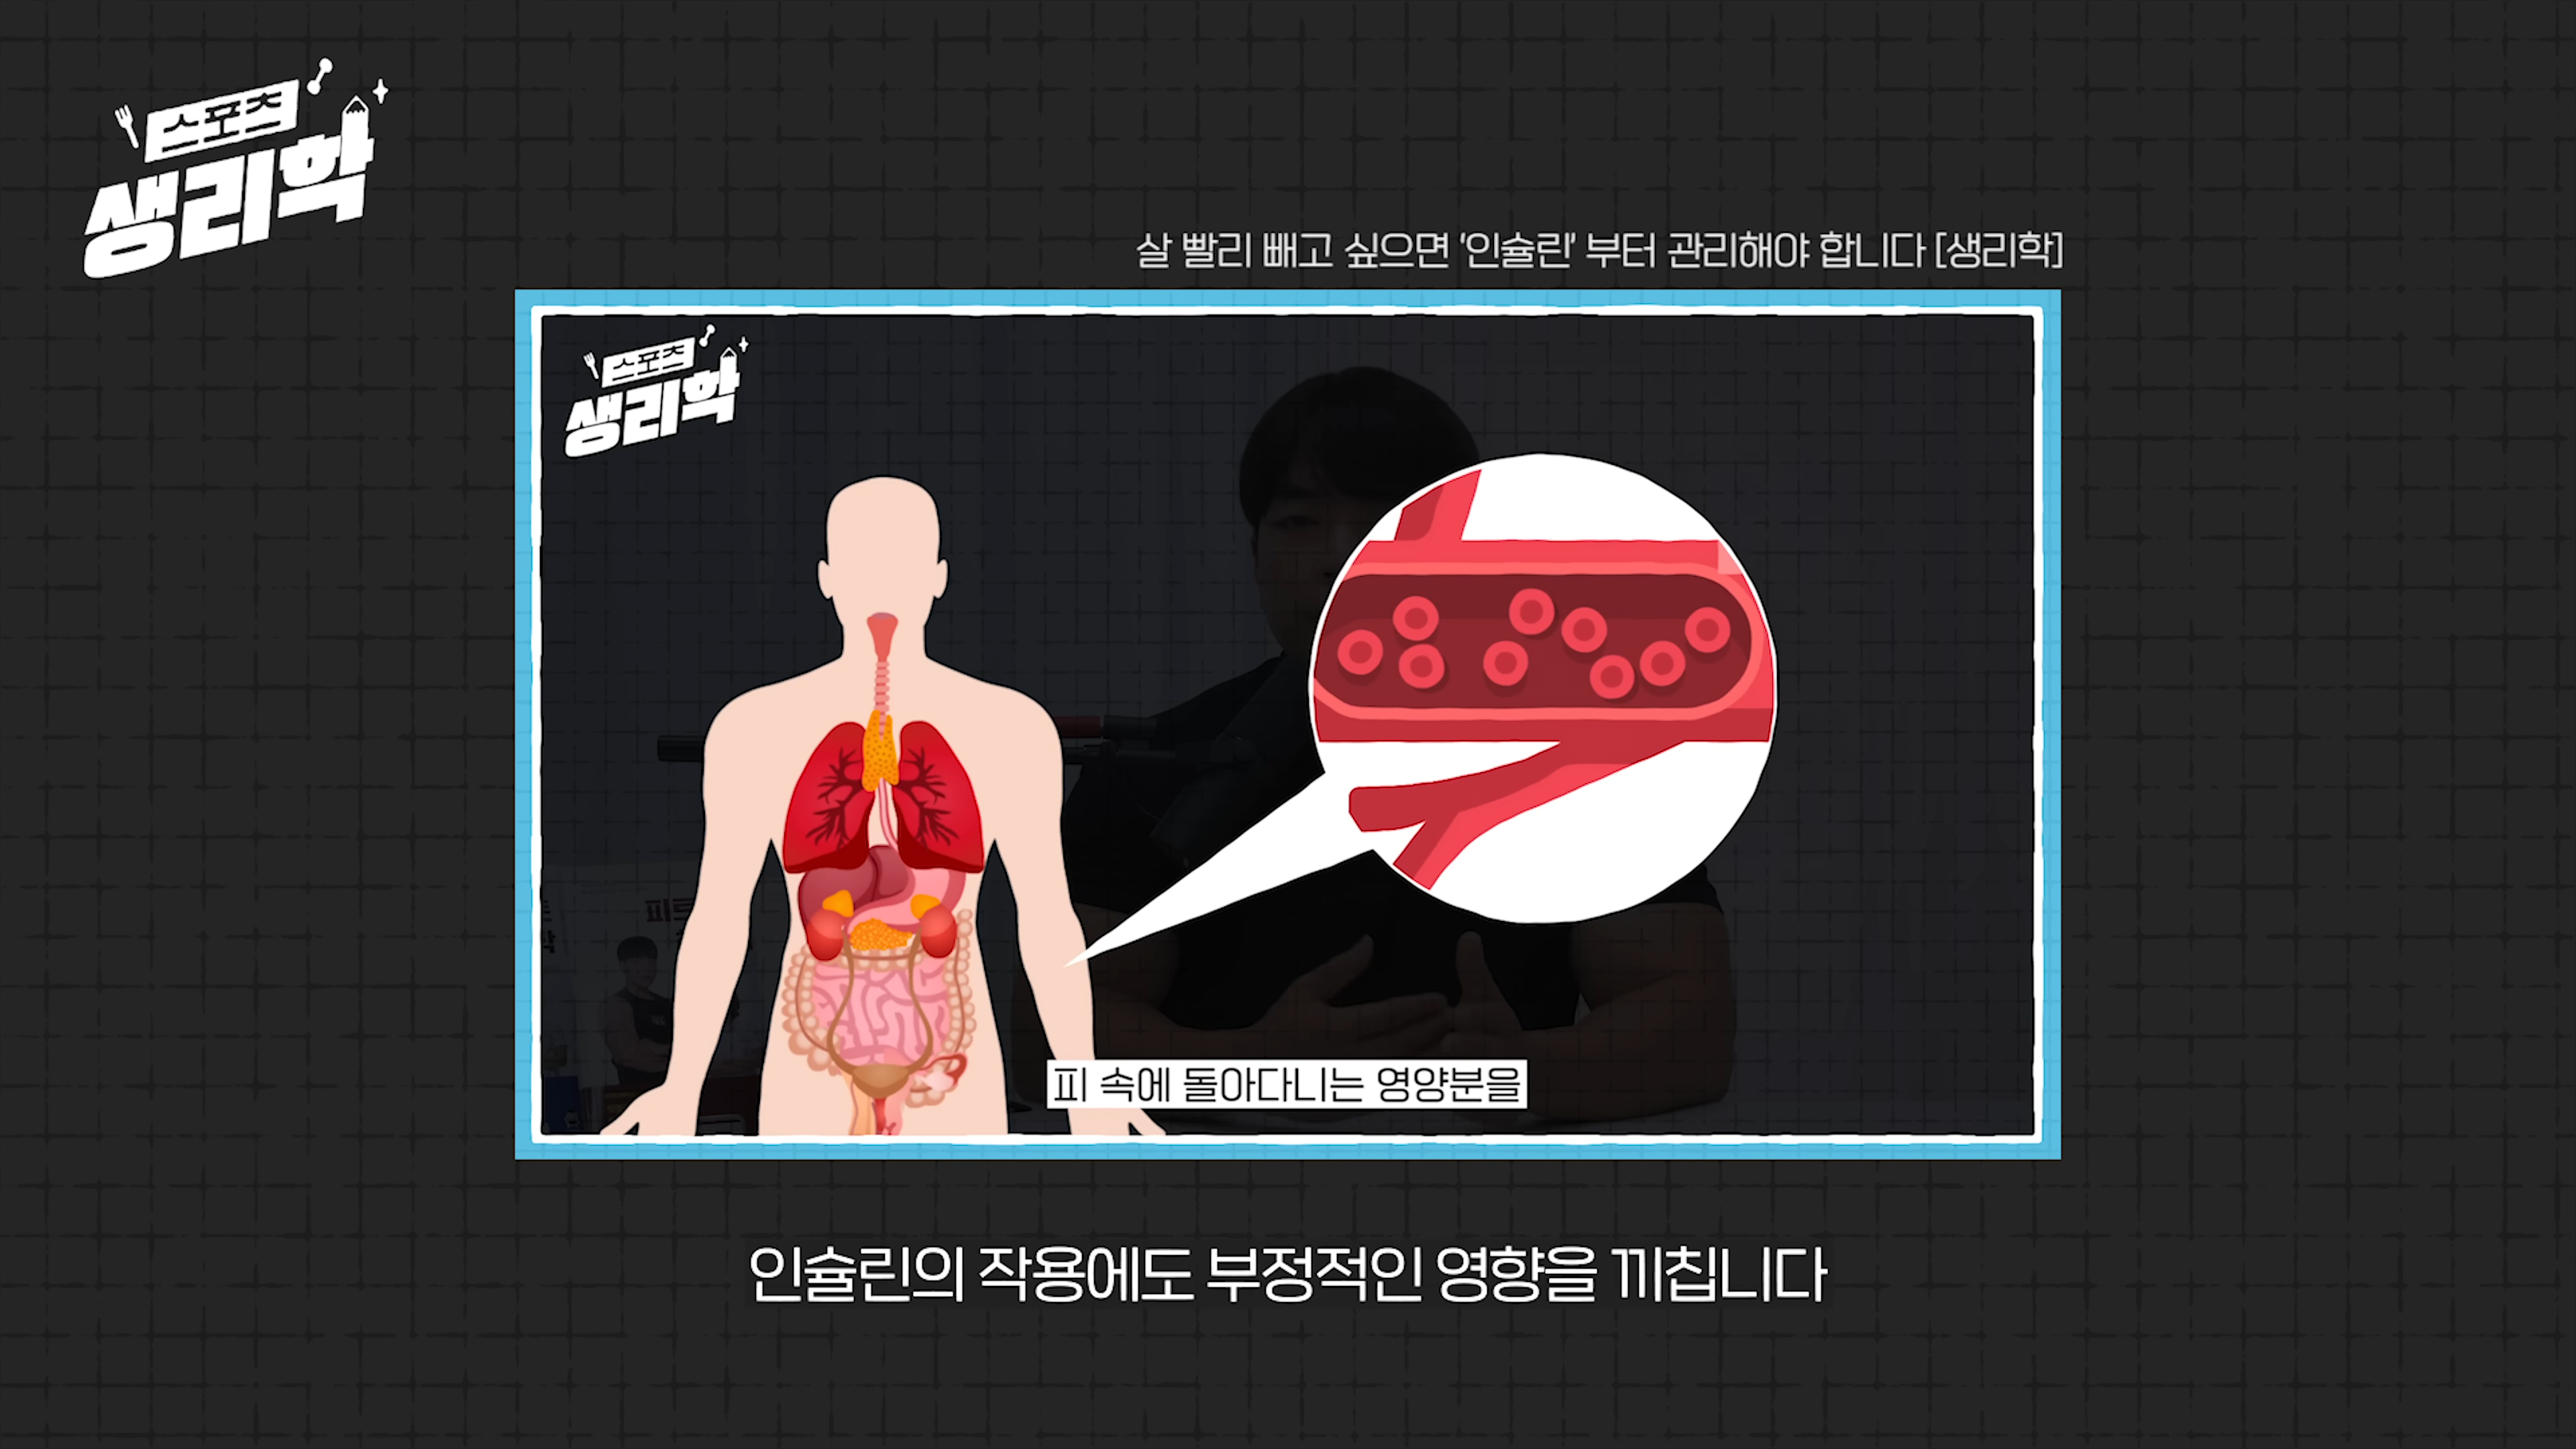 스포츠
생리학
살 빨리 빼고 싶으면 '인슐린' 부터 관리해야 합니다 [생리학]
스포츠
생리학
피 속에 돌아다니는 영양분을
인슐린의 작용에도 부정적인 영향을 끼칩니다